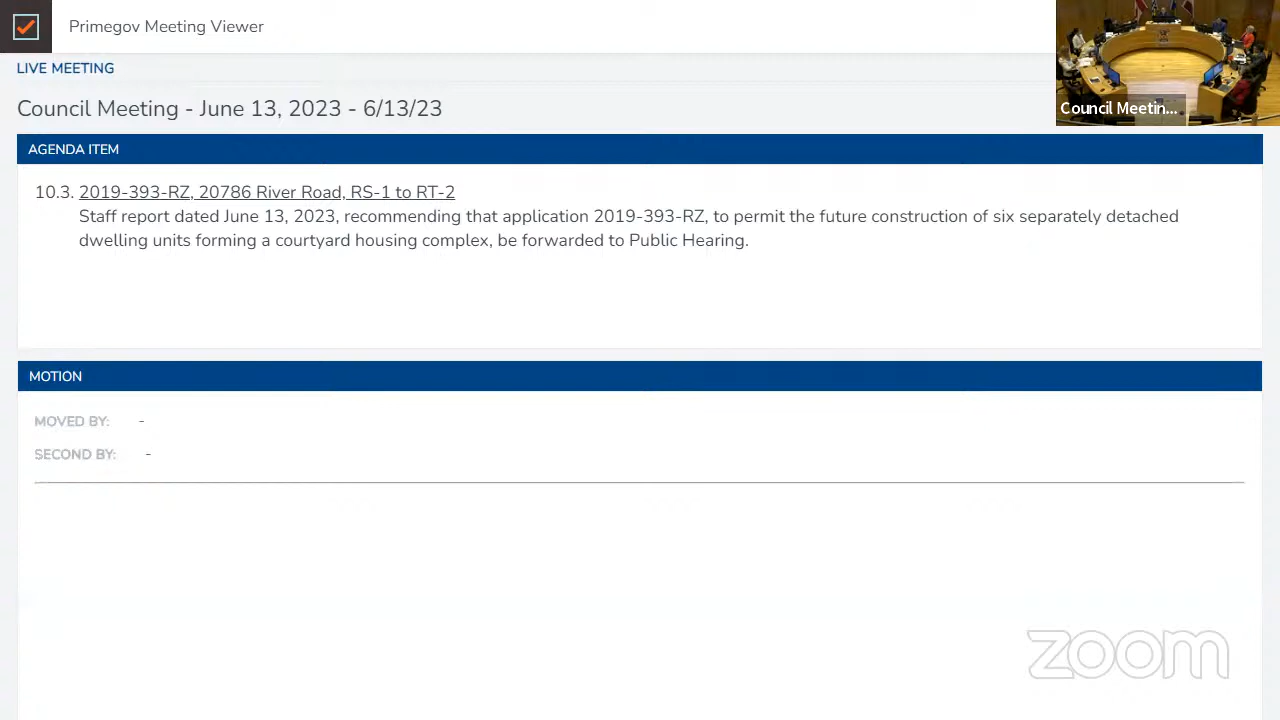 Primegov Meeting Viewer
LIVE MEETING
Council Meeting - June 13, 2023 - 6/13/23
Council Meetin...
AGENDA ITEM
10.3. 2019-393-RZ, 20786 River Road, RS-1 to RT-2
Staff report dated June 13, 2023, recommending that application 2019-393-RZ, to permit the future construction of six separately detached
dwelling units forming a courtyard housing complex, be forwarded to Public Hearing.
MOTION
MOVED BY: -
SECOND BY: -
zoom